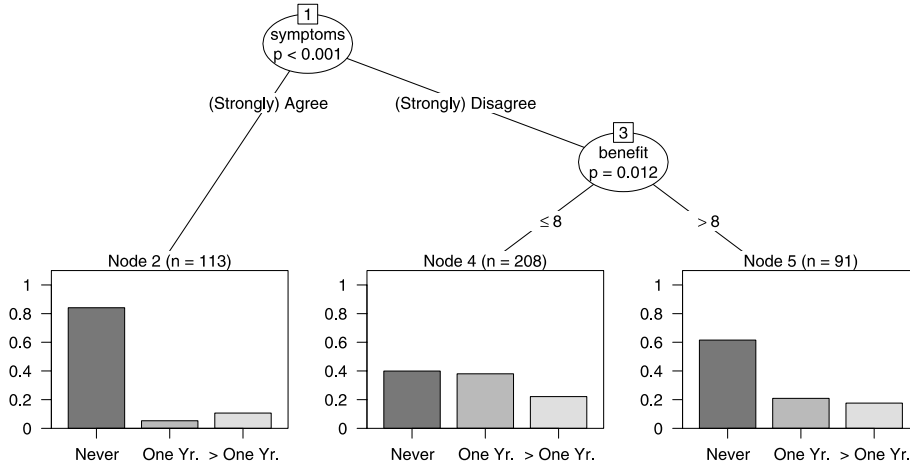 1
symptoms
p < 0.001
(Strongly) Agree
(Strongly) Disagree
3
benefit
p = 0.012
≤ 8
> 8
Node 2 (n = 113)
1
0.8
0.6
0.4
0.2
0
Never One Yr. > One Yr.
Node 4 (n = 208)
1
0.8
0.6
0.4
0.2
0
Never One Yr. > One Yr.
Node 5 (n = 91)
1
0.8
0.6
0.4
0.2
0
Never One Yr. > One Yr.